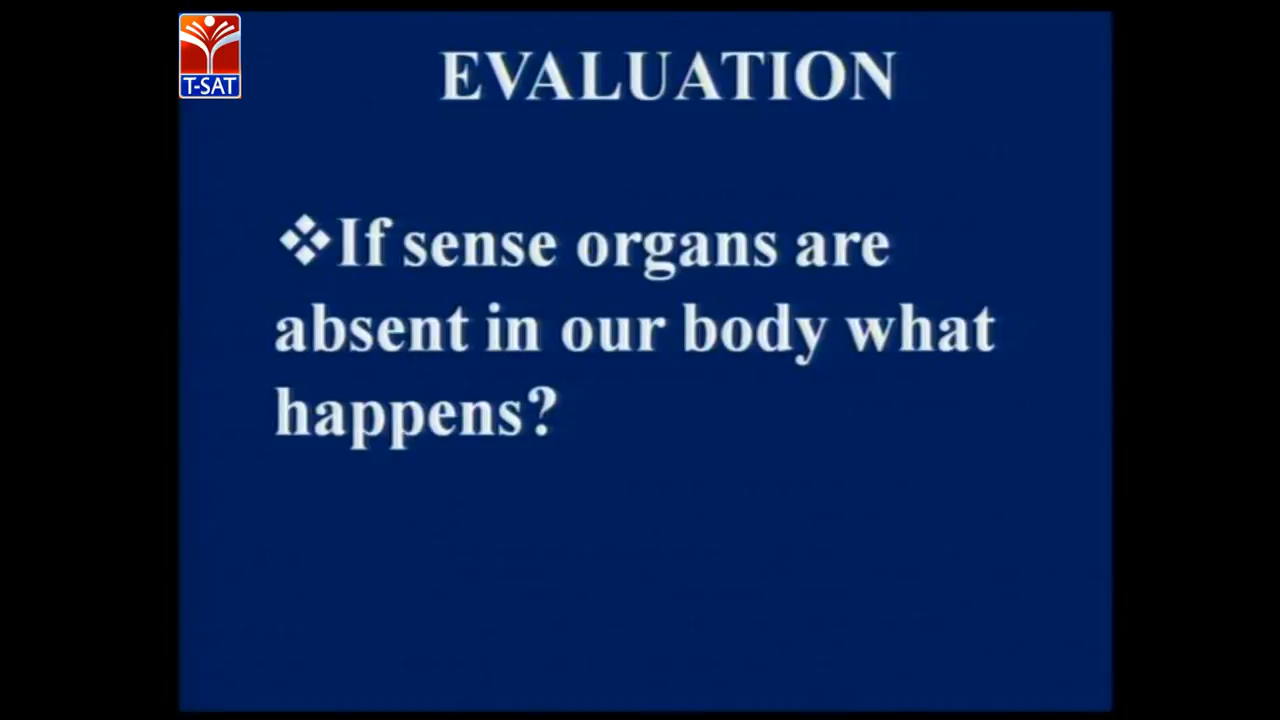 T-SAT
EVALUATION
❖If sense organs are
absent in our body what
happens?